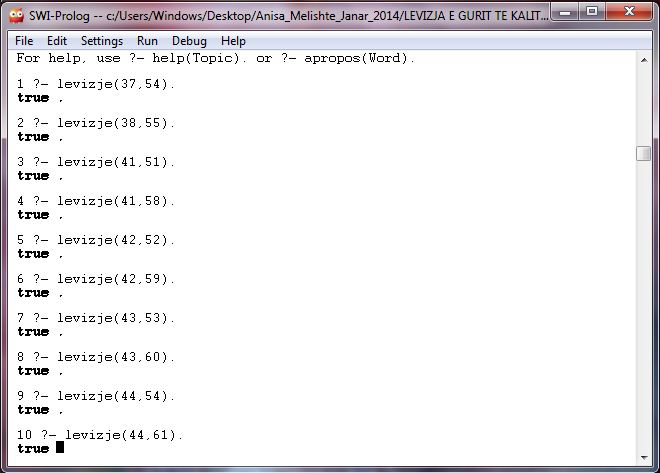 SWI-Prolog -- c:/Users/Windows/Desktop/Anisa_Melishte_Janar_2014/LEVIZJA E GURIT TE KALIT...
File Edit Settings Run Debug Help
For help, use ?- help(Topic). or ?- apropos(Word).
1 ?- levizje(37,54).
true .
2 ?- levizje(38,55).
true .
3 ?- levizje(41,51).
true .
4 ?- levizje(41,58).
true .
5 ?- levizje(42,52).
true .
6 ?- levizje(42,59).
true .
7 ?- levizje(43,53).
true .
8 ?- levizje(43,60).
true .
9 ?- levizje(44,54).
true .
10 ?- levizje(44,61).
true